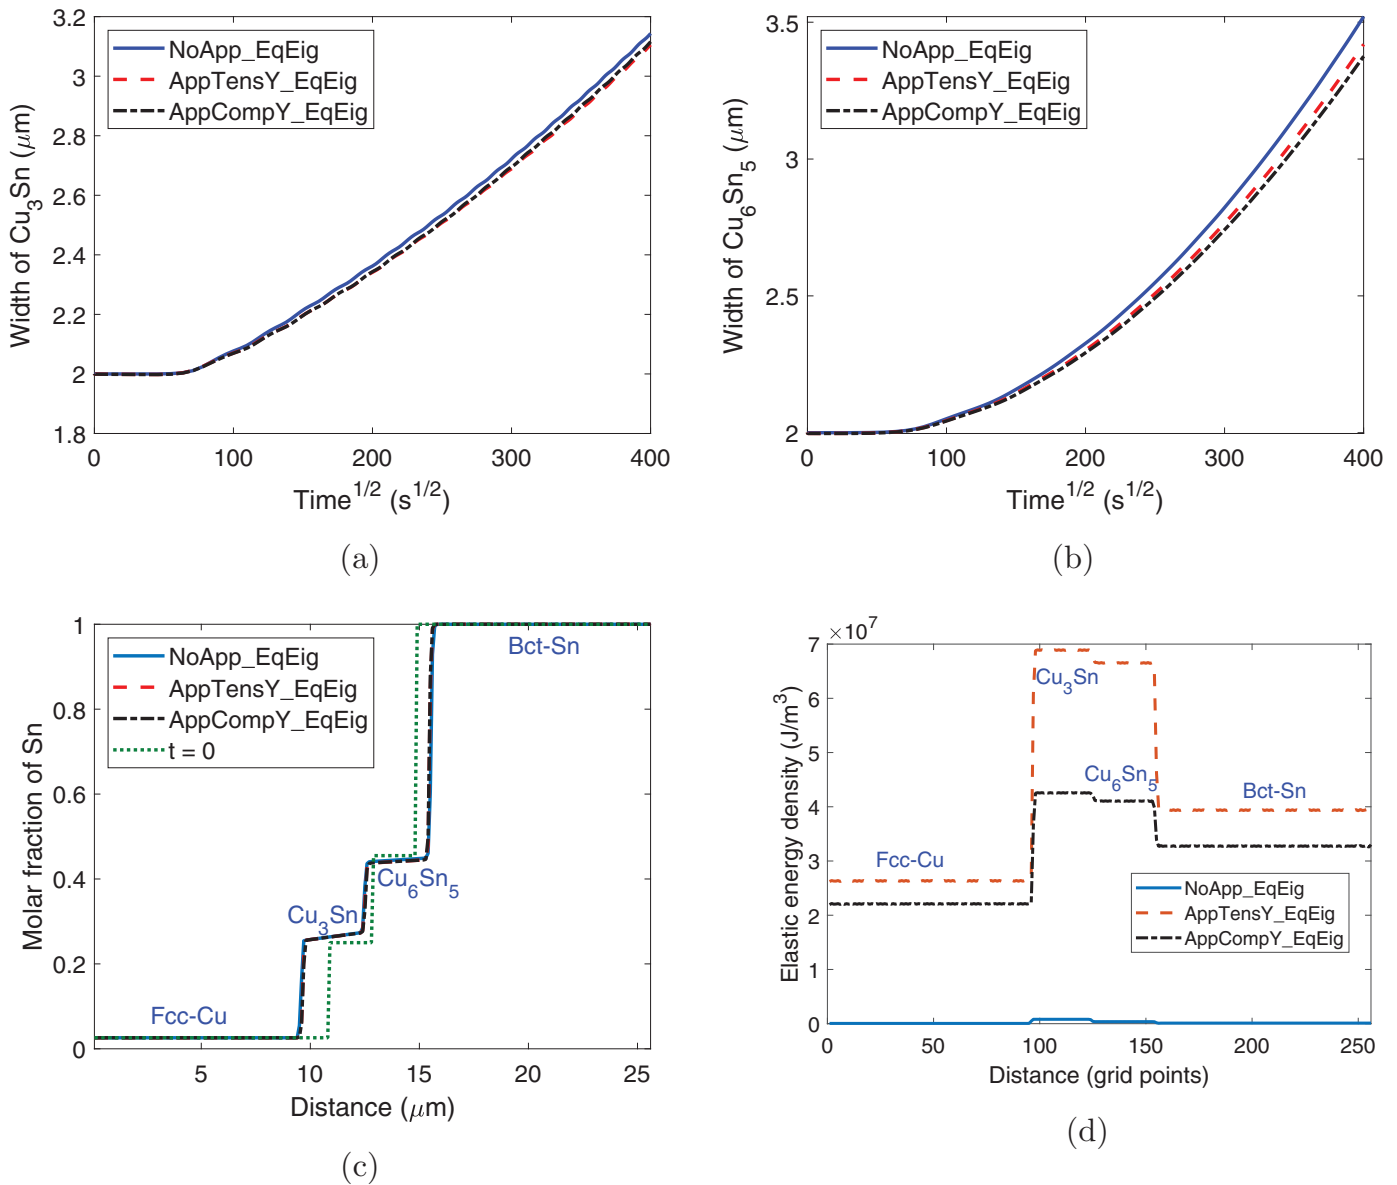 3.2
3
2.8
2.6
2.4
2.2
2
1.8
Width of Cu3Sn (μm)
NoApp_EqEig
AppTensY_EqEig
AppCompY_EqEig
0 100 200 300 400
Time1/2 (s1/2)
(a)
3.5
3
2.5
2
Width of Cu6Sn5 (μm)
NoApp_EqEig
AppTensY_EqEig
AppCompY_EqEig
0 100 200 300 400
Time1/2 (s1/2)
(b)
1
0.8
0.6
0.4
0.2
0
Molar fraction of Sn
NoApp_EqEig
AppTensY_EqEig
AppCompY_EqEig
t = 0
Bct-Sn
Cu6Sn5
Cu3Sn
Fcc-Cu
5 10 15 20 25
Distance (μm)
(c)
×10^7
7
6
5
4
3
2
1
0
Elastic energy density (J/m3)
Cu3Sn
Cu6Sn5
Bct-Sn
Fcc-Cu
NoApp_EqEig
AppTensY_EqEig
AppCompY_EqEig
1 50 100 150 200 250
Distance (grid points)
(d)